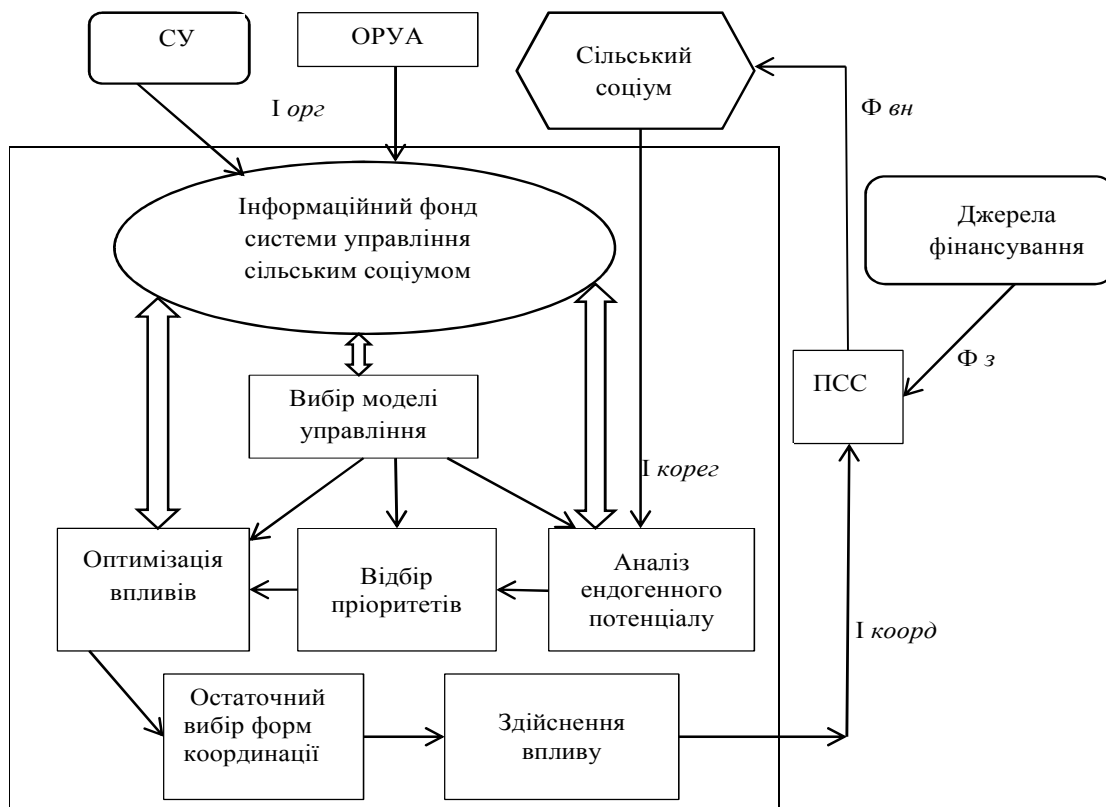 СУ
ОРУА
Сільський
соціум
І орг
Ф вн
Інформаційний фонд
системи управління
сільським соціумом
Джерела
фінансування
Ф з
ПСС
Вибір моделі
управління
І корег
Оптимізація
впливів
Відбір
пріоритетів
Аналіз
ендогенного
потенціалу
І коорд
Остаточний
вибір форм
координації
Здійснення
впливу